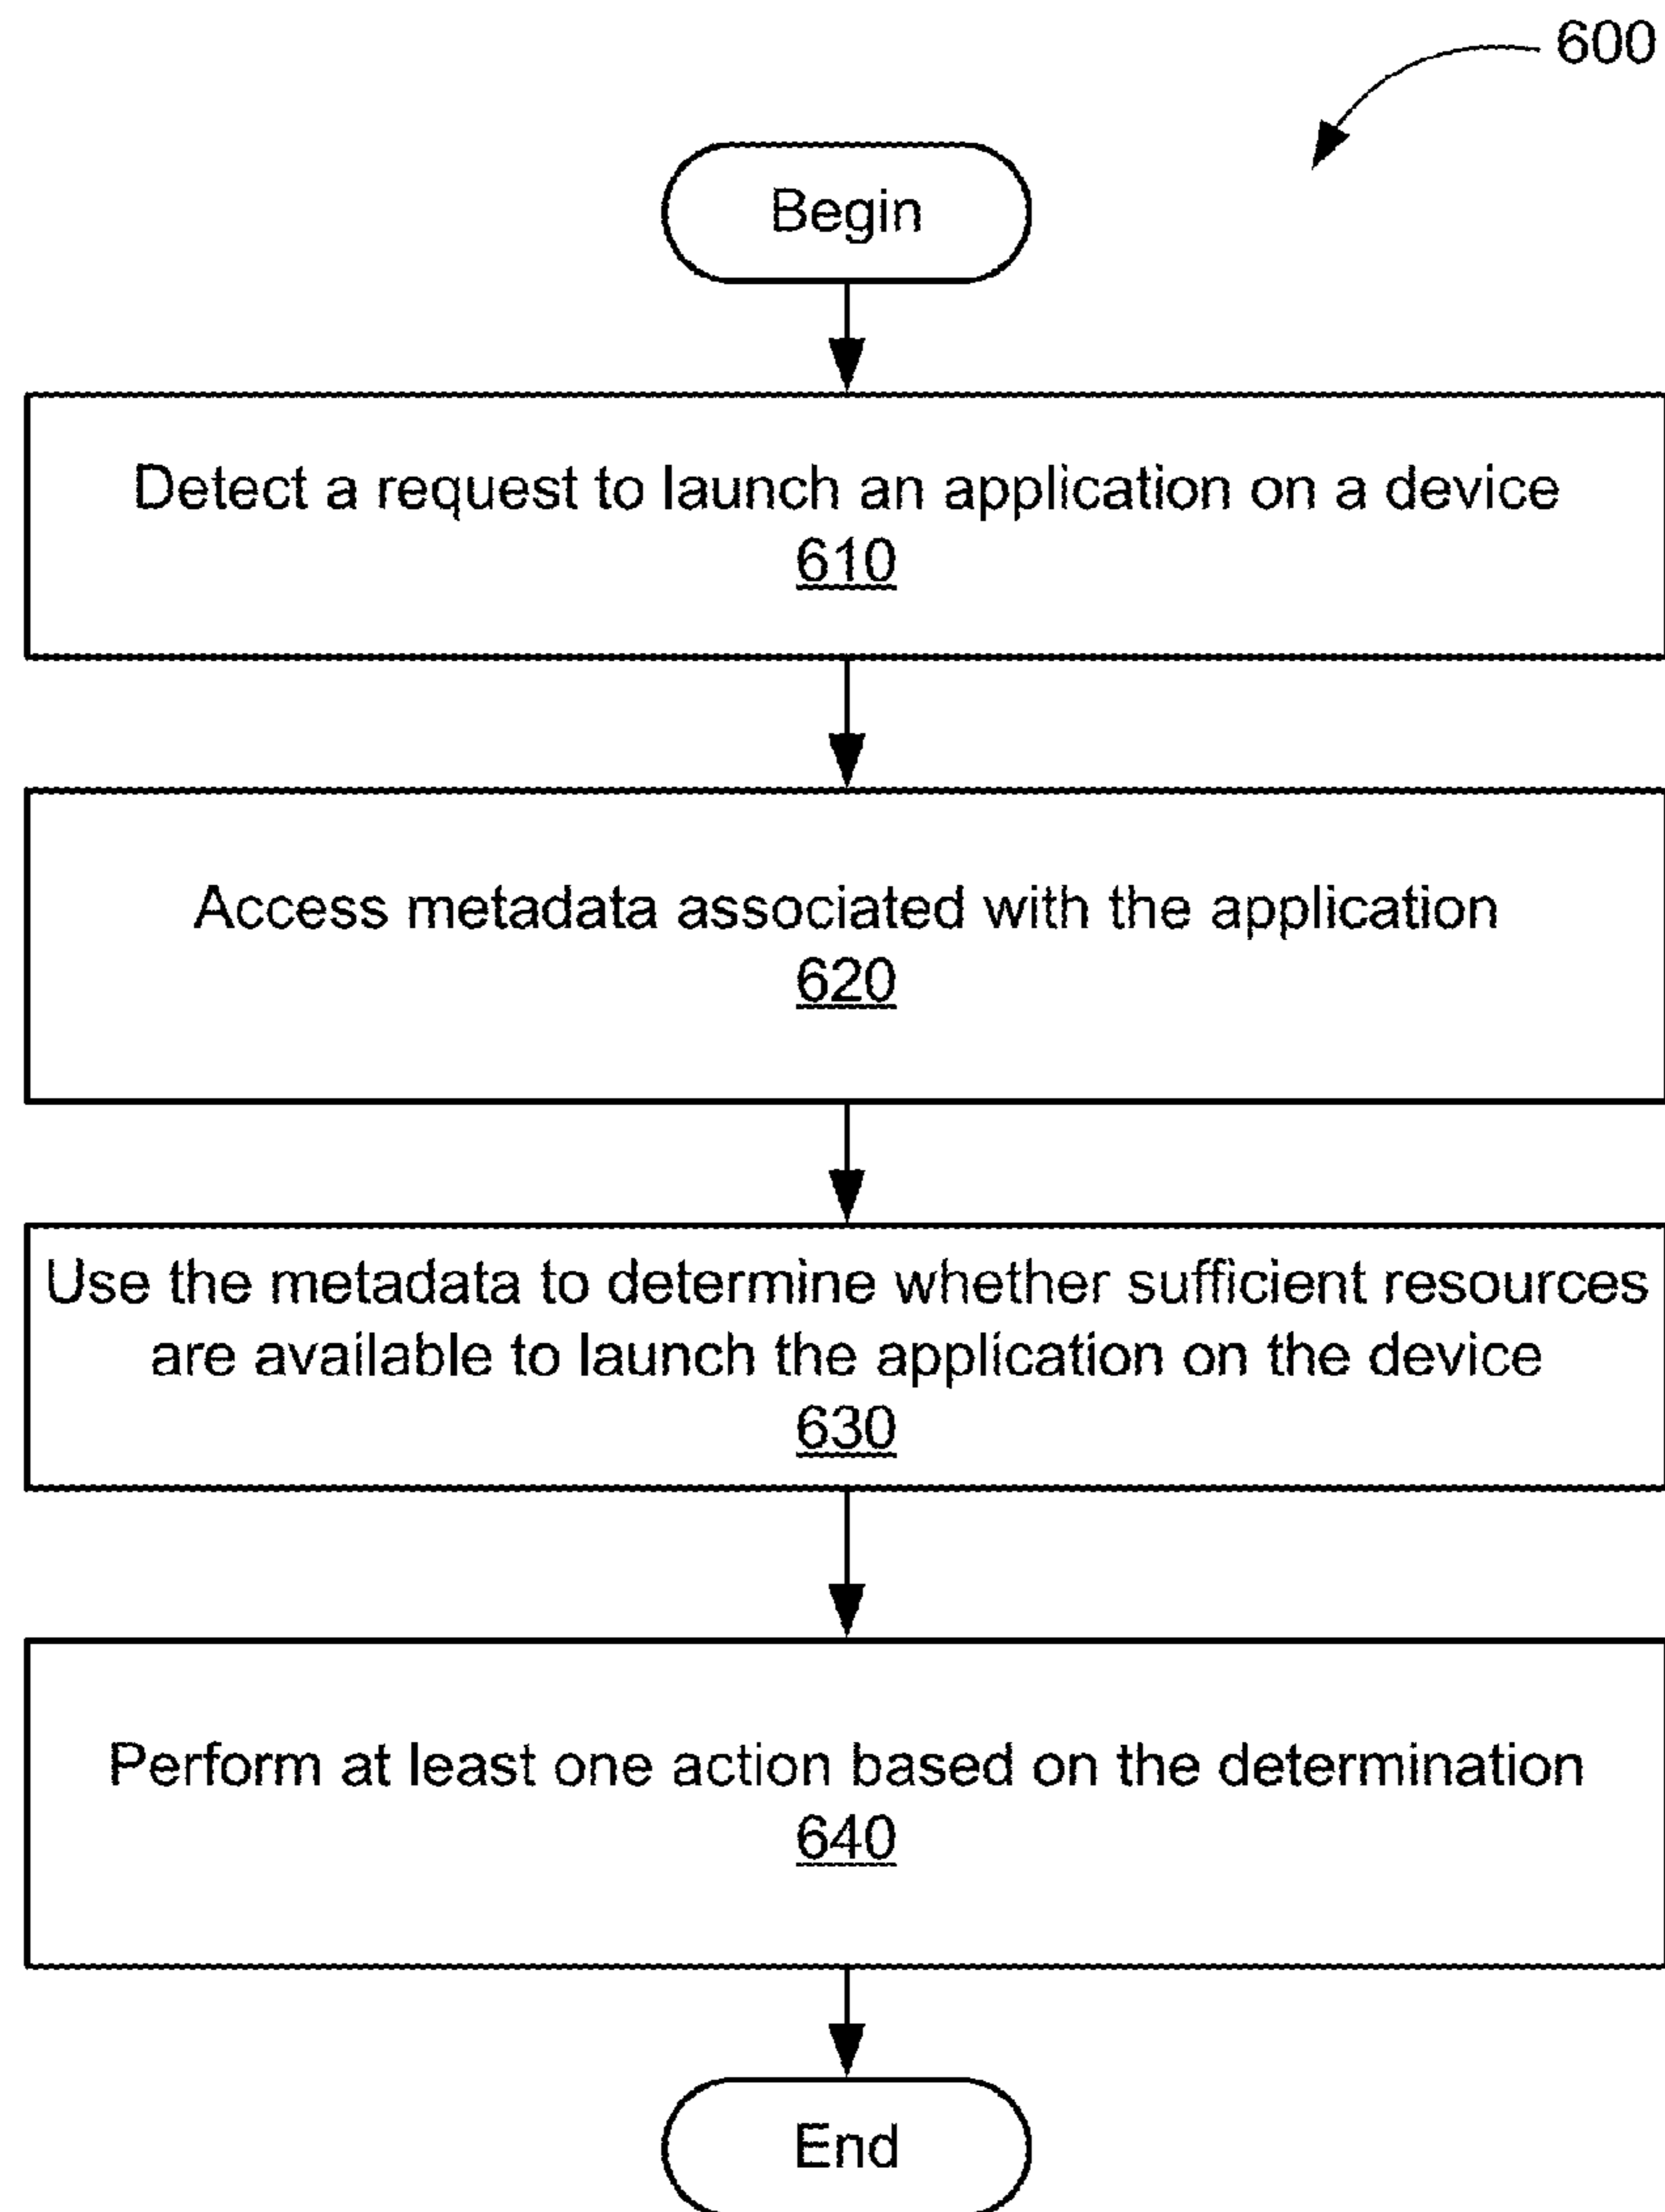 600
Begin
Detect a request to launch an application on a device
610
Access metadata associated with the application
620
Use the metadata to determine whether sufficient resources
are available to launch the application on the device
630
Perform at least one action based on the determination
640
End